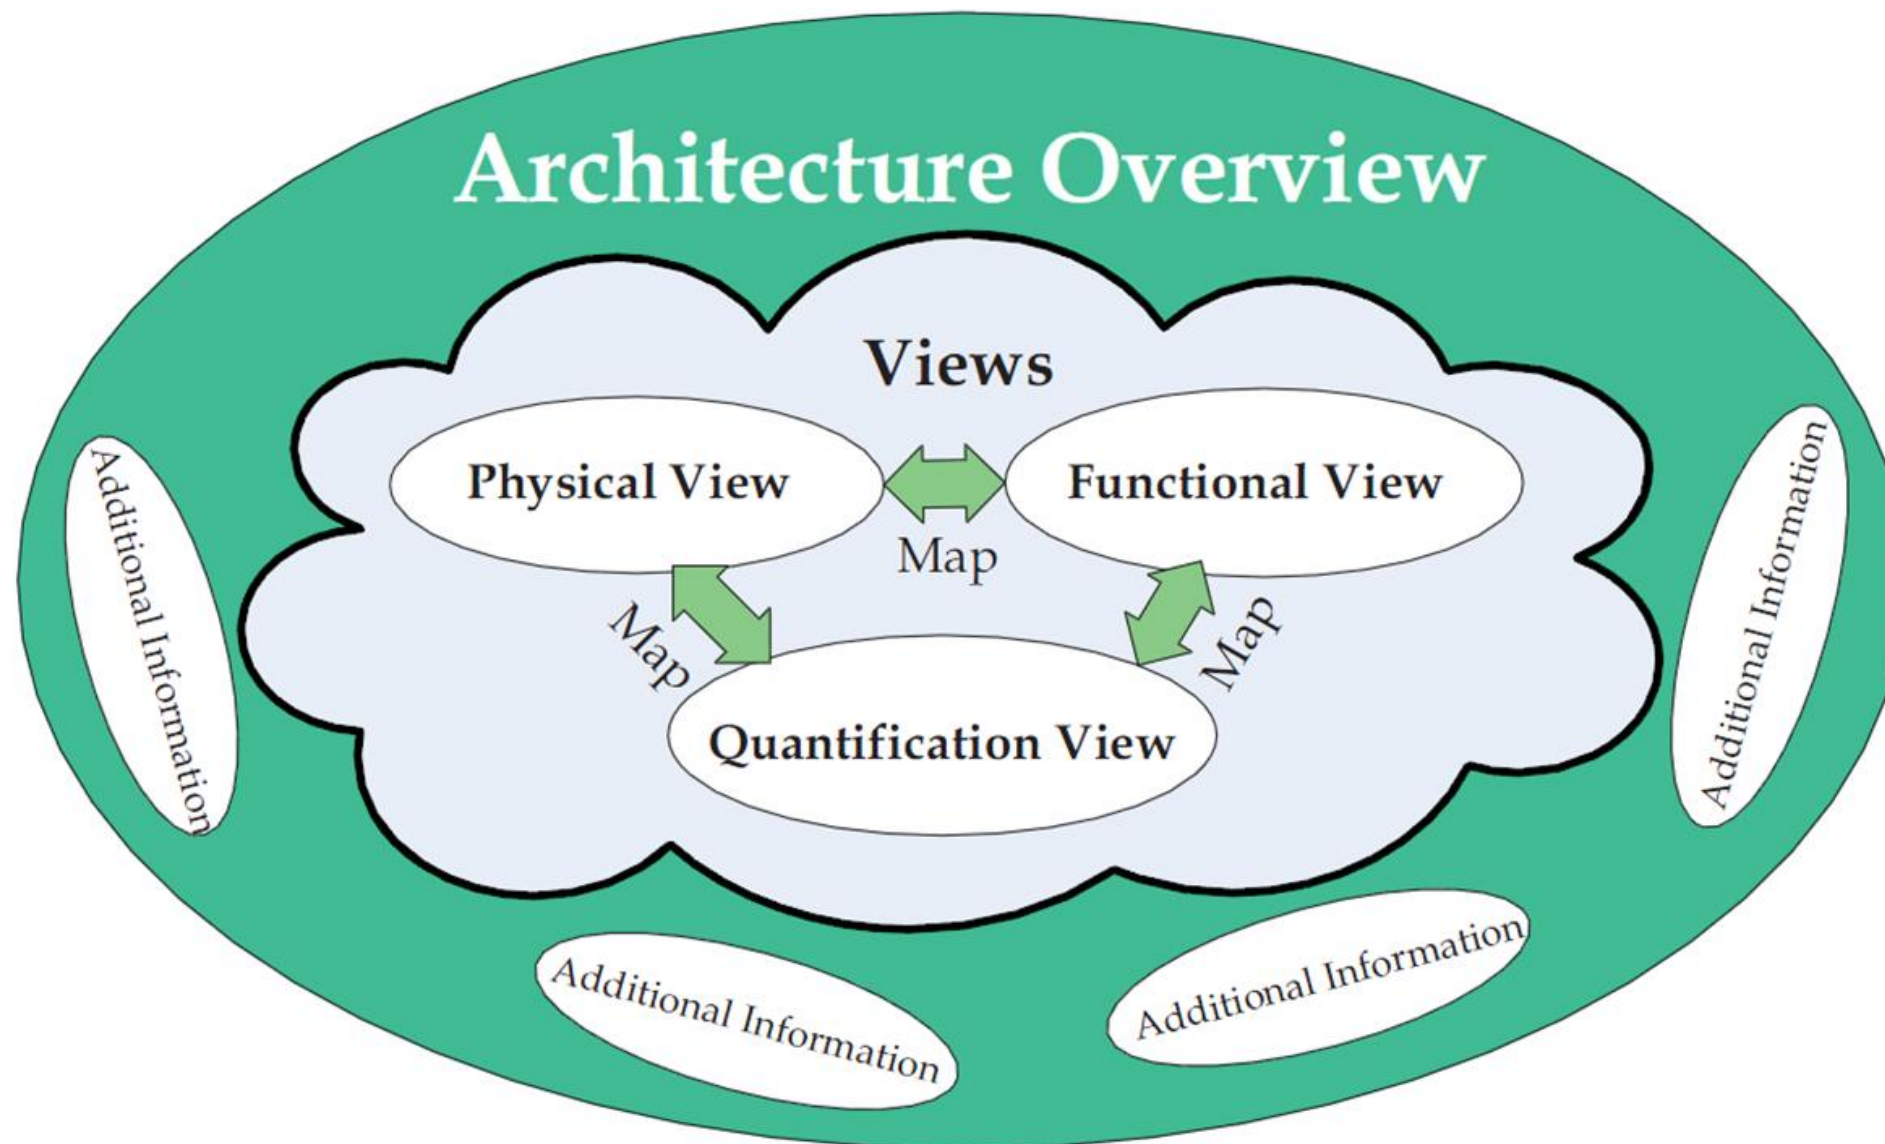 Architecture Overview
Views
Physical View
Functional View
Map
Map
Map
Quantification View
Additional Information
Additional Information
Additional Information
Additional Information